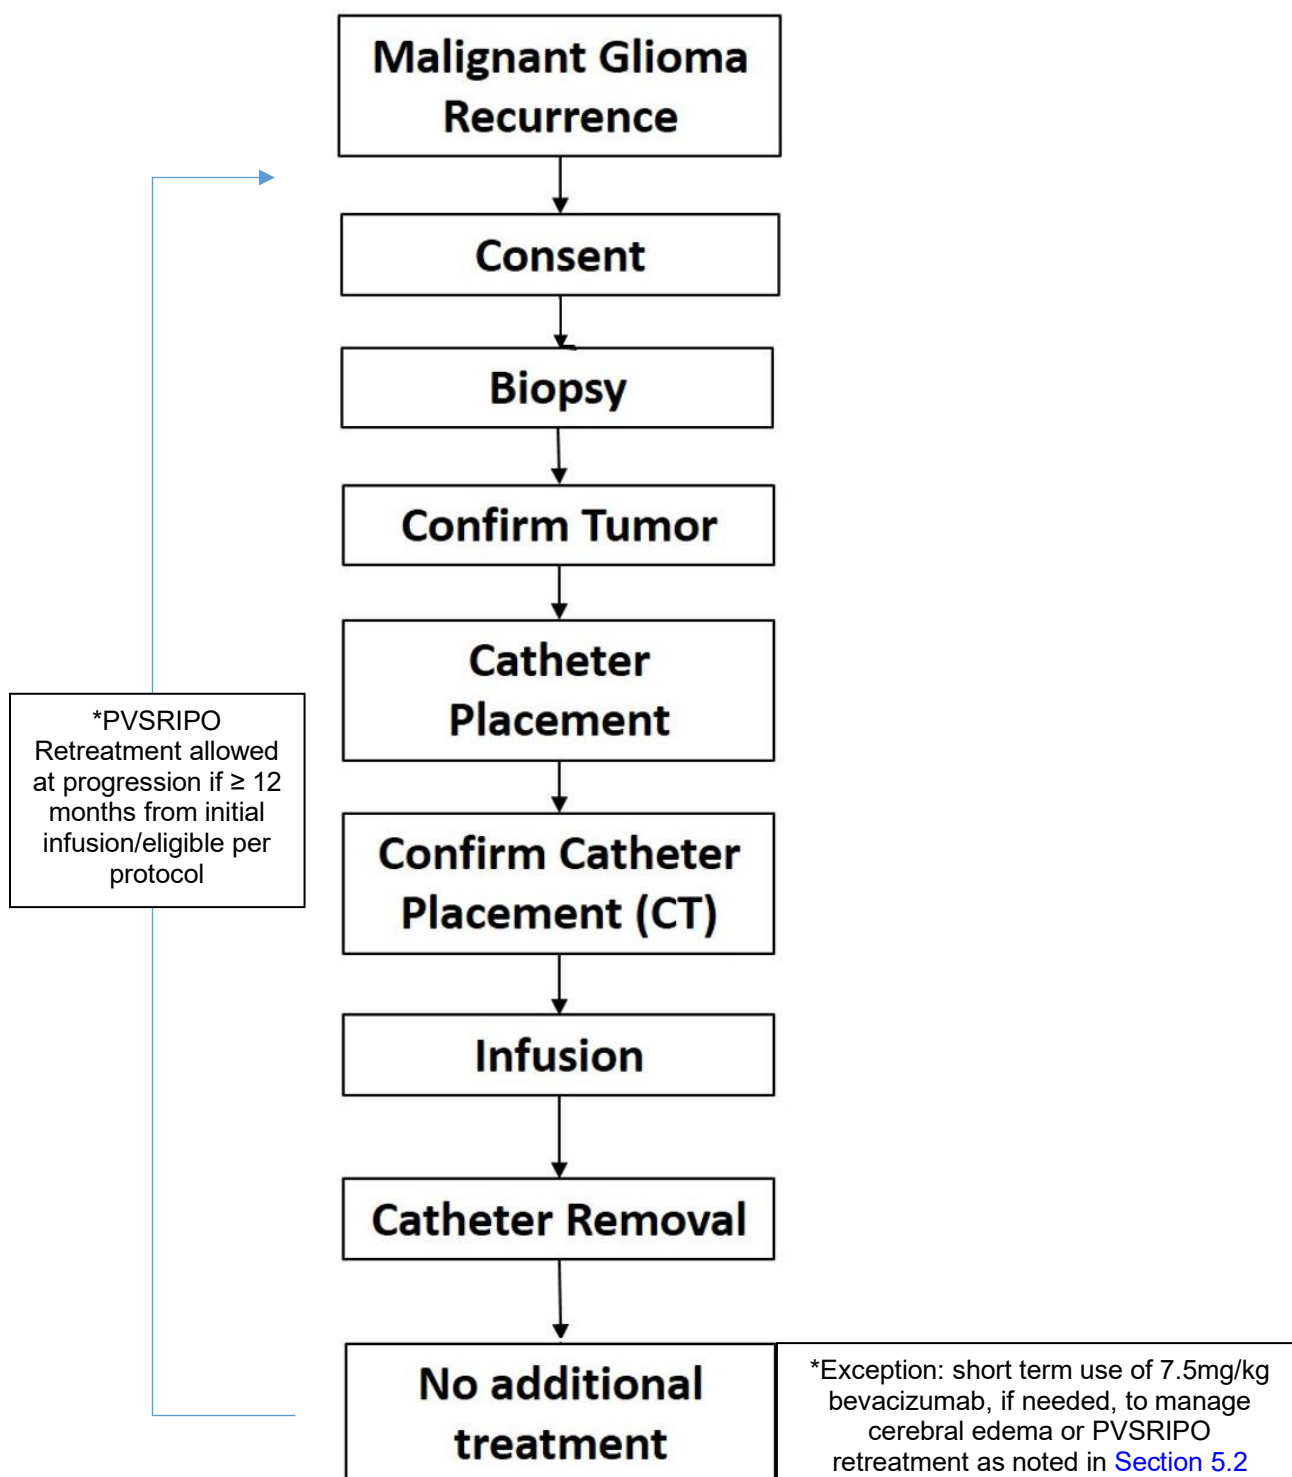 Malignant Glioma
Recurrence
Consent
Biopsy
Confirm Tumor
Catheter
Placement
*PVSRIPO
Retreatment allowed
at progression if ≥ 12
months from initial
infusion/eligible per
protocol
Confirm Catheter
Placement (CT)
Infusion
Catheter Removal
No additional
treatment
*Exception: short term use of 7.5mg/kg
bevacizumab, if needed, to manage
cerebral edema or PVSRIPO
retreatment as noted in Section 5.2